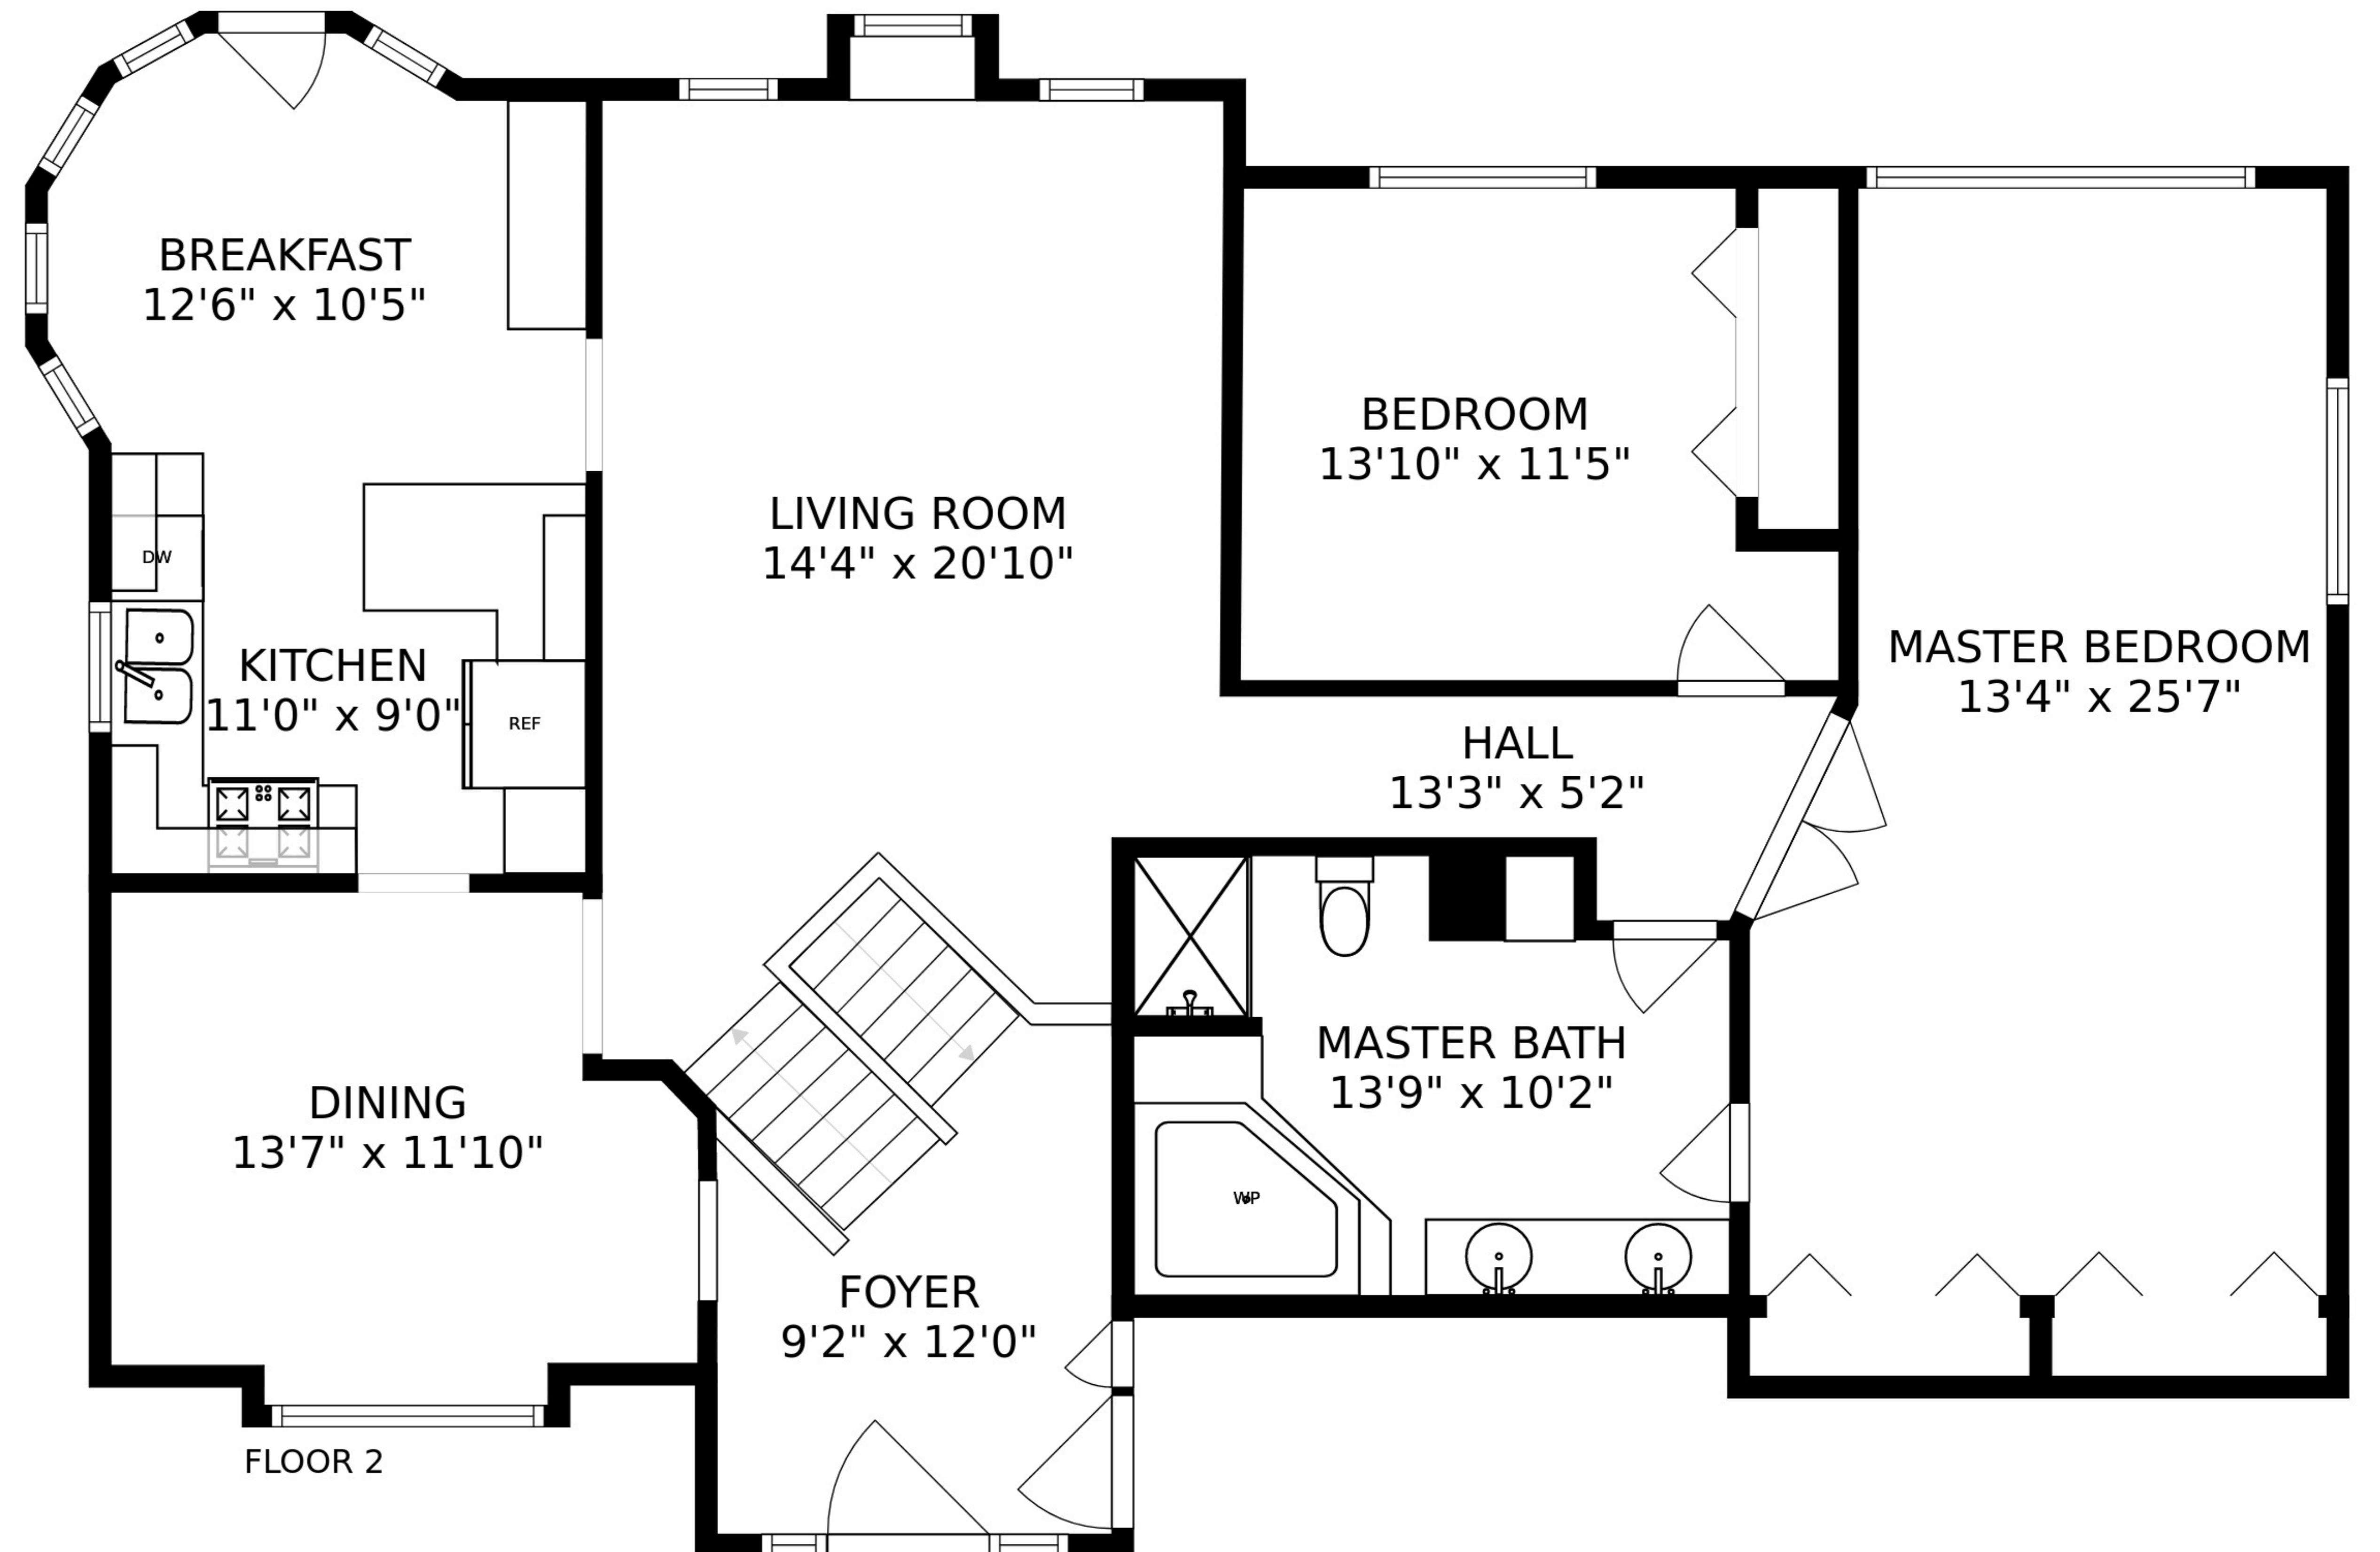 BREAKFAST
12'6" x 10'5"
BEDROOM
13'10" x 11'5"
LIVING ROOM
14'4" x 20'10"
DW
KITCHEN
11'0" x 9'0"
REF
MASTER BEDROOM
13'4" x 25'7"
HALL
13'3" x 5'2"
MASTER BATH
13'9" x 10'2"
DINING
13'7" x 11'10"
WP
FOYER
9'2" x 12'0"
FLOOR 2